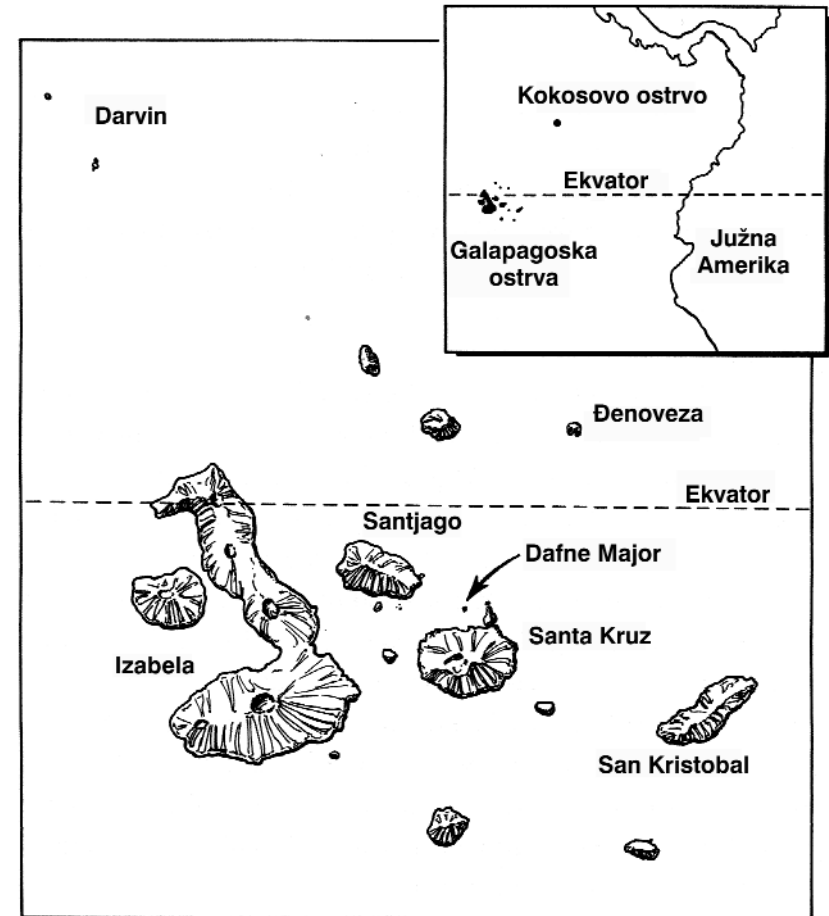 Kokosovo ostrvo
Ekvator
Galapagoska
ostrva
Južna
Amerika
Darvin
Đenoveza
Ekvator
Santjago
Dafne Major
Santa Kruz
Izabela
San Kristobal